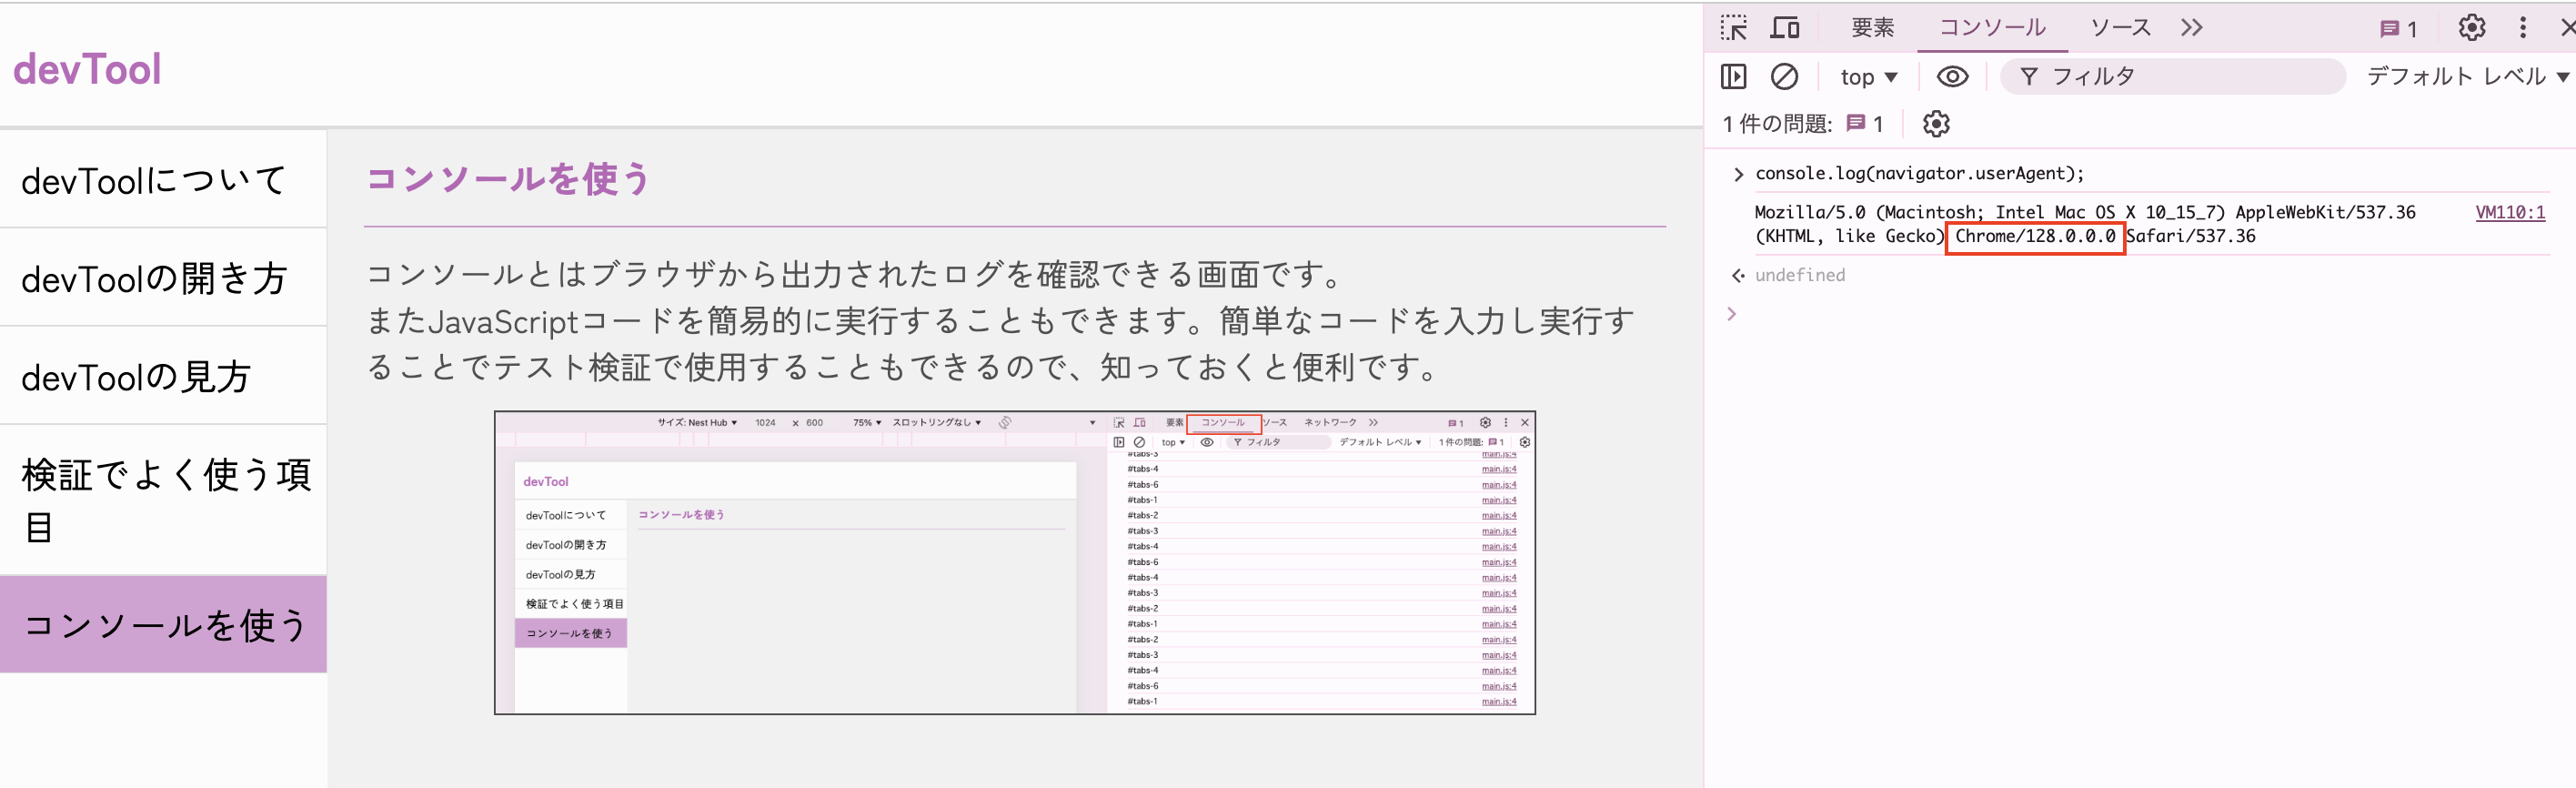 devTool
devToolについて
devToolの開き方
devToolの見方
検証でよく使う項
目
コンソールを使う
コンソールを使う
コンソールとはブラウザから出力されたログを確認できる画面です。
またJavaScriptコードを簡易的に実行することもできます。簡単なコードを入力し実行す
ることでテスト検証で使用することもできるので、知っておくと便利です。
サイズ: Nest Hub ▼ 1024 × 600 75% ▼ スロットリングなし ▼
要素 コンソール ソース ネットワーク 1
top ▼ フィルタ デフォルト レベル ▼ 1 件の問題: 1
devTool
devToolについて
devToolの開き方
devToolの見方
検証でよく使う項目
コンソールを使う
コンソールを使う
#tabs-3 main.js:4
#tabs-4 main.js:4
#tabs-6 main.js:4
#tabs-1 main.js:4
#tabs-2 main.js:4
#tabs-3 main.js:4
#tabs-4 main.js:4
#tabs-6 main.js:4
#tabs-4 main.js:4
#tabs-3 main.js:4
#tabs-2 main.js:4
#tabs-1 main.js:4
#tabs-2 main.js:4
#tabs-3 main.js:4
#tabs-4 main.js:4
#tabs-6 main.js:4
#tabs-1 main.js:4
要素 コンソール ソース 1
top ▼ フィルタ デフォルト レベル ▼
1 件の問題: 1
console.log(navigator.userAgent);
Mozilla/5.0 (Macintosh; Intel Mac OS X 10_15_7) AppleWebKit/537.36 VM110:1
(KHTML, like Gecko) Chrome/128.0.0.0 Safari/537.36
undefined